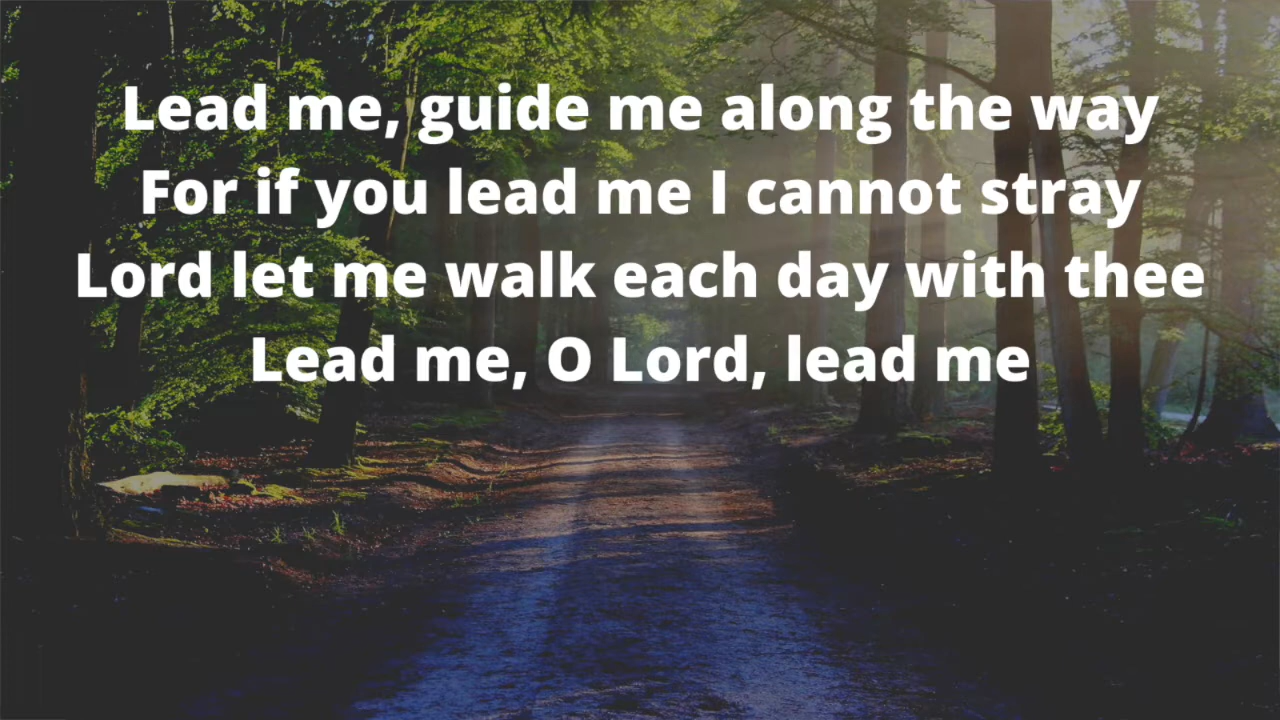 Lead me, guide me along the way
For if you lead me I cannot stray
Lord let me walk each day with thee
Lead me, O Lord, lead me